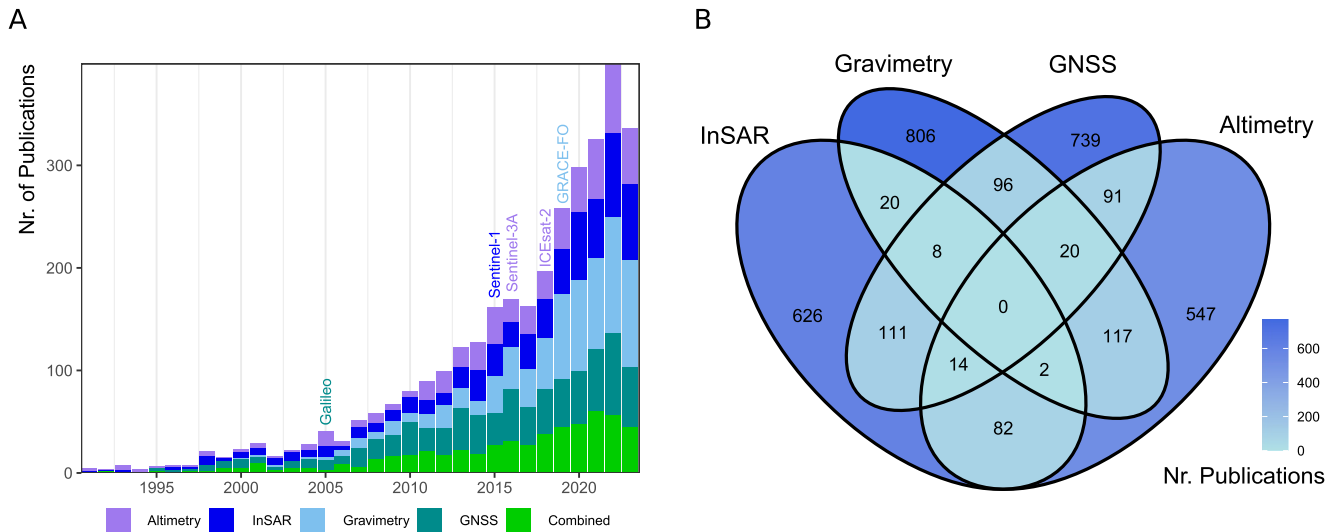 A
Nr. of Publications
300
200
100
0
1995
2000
2005
2010
2015
2020
Galileo
Sentinel-1
Sentinel-3A
ICEsat-2
GRACE-FO
Altimetry
InSAR
Gravimetry
GNSS
Combined
B
Gravimetry
GNSS
InSAR
Altimetry
806
739
96
20
91
8
20
0
626
111
117
547
14
2
82
600
400
200
0
Nr. Publications